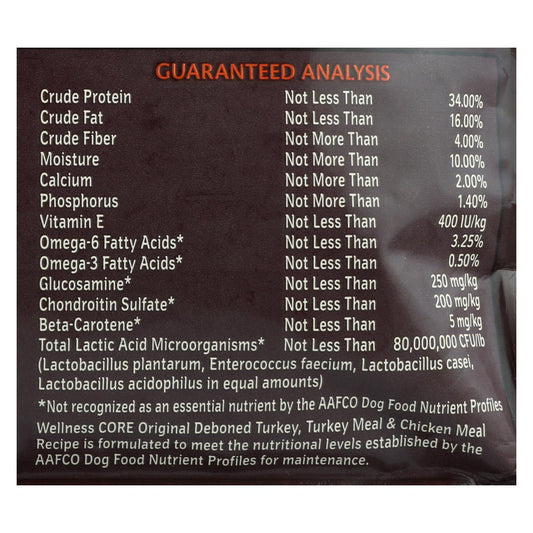 GUARANTEED ANALYSIS
Crude Protein Not Less Than 34.00%
Crude Fat Not Less Than 16.00%
Crude Fiber Not More Than 4.00%
Moisture Not More Than 10.00%
Calcium Not More Than 2.00%
Phosphorus Not More Than 1.40%
Vitamin E Not Less Than 400 IU/kg
Omega-6 Fatty Acids* Not Less Than 3.25%
Omega-3 Fatty Acids* Not Less Than 0.50%
Glucosamine* Not Less Than 250 mg/kg
Chondroitin Sulfate* Not Less Than 200 mg/kg
Beta-Carotene* Not Less Than 5 mg/kg
Total Lactic Acid Microorganisms* Not Less Than 80,000,000 CFU/lb
(Lactobacillus plantarum, Enterococcus faecium, Lactobacillus casei,
Lactobacillus acidophilus in equal amounts)
*Not recognized as an essential nutrient by the AAFCO Dog Food Nutrient Profiles
Wellness CORE Original Deboned Turkey, Turkey Meal & Chicken Meal
Recipe is formulated to meet the nutritional levels established by the
AAFCO Dog Food Nutrient Profiles for maintenance.